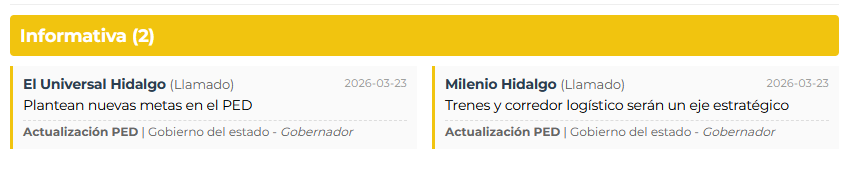 Informativa (2)
El Universal Hidalgo (Llamado) 2026-03-23
Plantean nuevas metas en el PED
Actualización PED | Gobierno del estado - Gobernador
Milenio Hidalgo (Llamado) 2026-03-23
Trenes y corredor logístico serán un eje estratégico
Actualización PED | Gobierno del estado - Gobernador